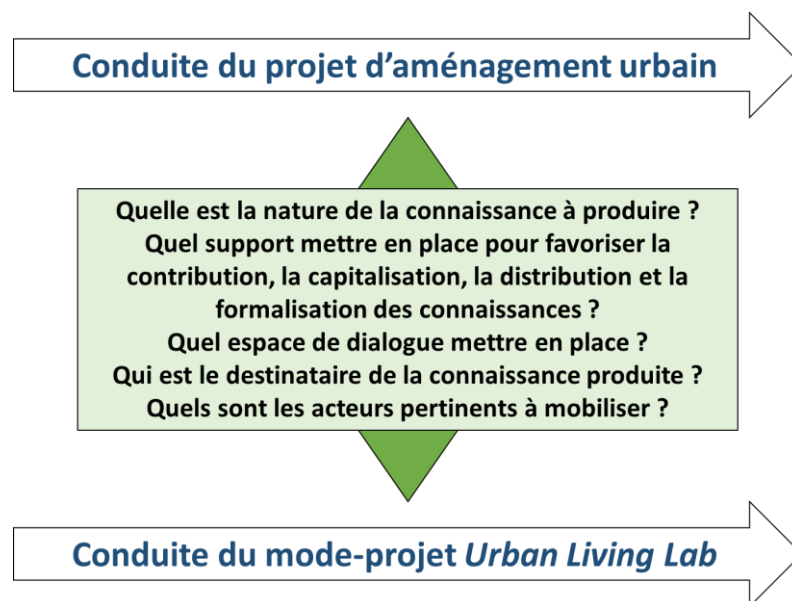 Conduite du projet d’aménagement urbain
Quelle est la nature de la connaissance à produire ?
Quel support mettre en place pour favoriser la
contribution, la capitalisation, la distribution et la
formalisation des connaissances ?
Quel espace de dialogue mettre en place ?
Qui est le destinataire de la connaissance produite ?
Quels sont les acteurs pertinents à mobiliser ?
Conduite du mode-projet Urban Living Lab